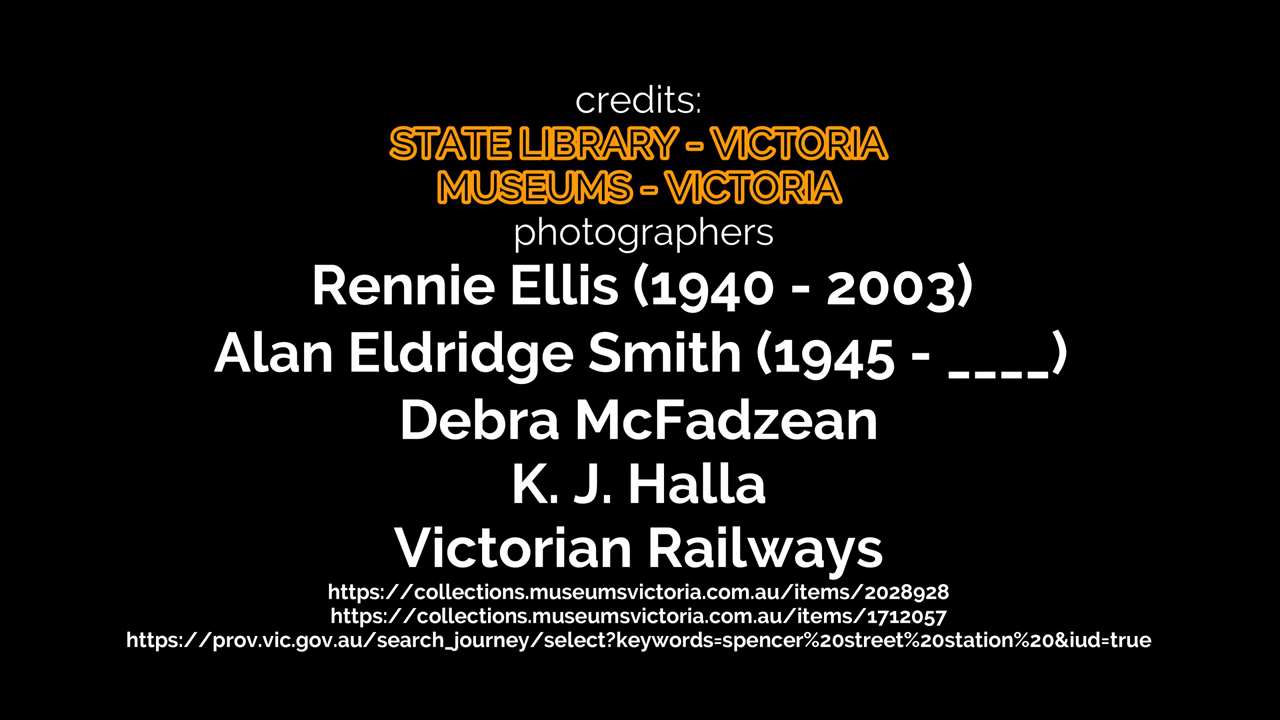 credits:
STATE LIBRARY - VICTORIA
MUSEUMS - VICTORIA
photographers
Rennie Ellis (1940 - 2003)
Alan Eldridge Smith (1945 - ____)
Debra McFadzean
K. J. Halla
Victorian Railways
https://collections.museumsvictoria.com.au/items/2028928
https://collections.museumsvictoria.com.au/items/1712057
https://prov.vic.gov.au/search_journey/select?keywords=spencer%20street%20station%20&iud=true